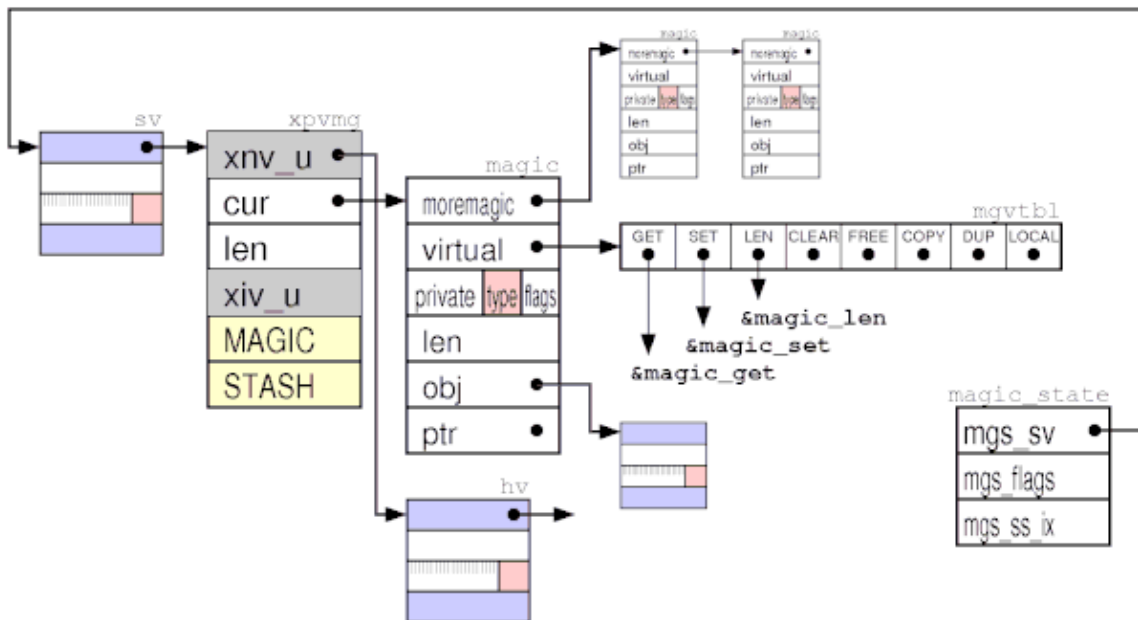 magic
magic
moremagic
moremagic
virtual
virtual
private type flags
private type flags
len
len
obj
obj
ptr
ptr
sv
xpvmg
xnv_u
cur
len
xiv_u
MAGIC
STASH
magic
moremagic
virtual
private type flags
len
obj
ptr
mgvtbl
GET SET LEN CLEAR FREE COPY DUP LOCAL
&magic_len
&magic_set
&magic_get
magic_state
mgs_sv
mgs_flags
mgs_ss_ix
hv